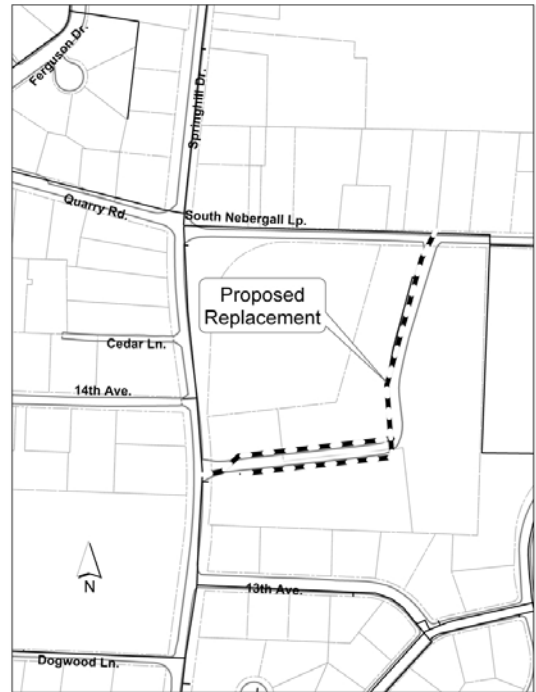 Ferguson Dr.
Springhill Dr.
Quarry Rd.
South Nebergall Lp.
Proposed
Replacement
Cedar Ln.
14th Ave.
N
13th Ave.
Dogwood Ln.